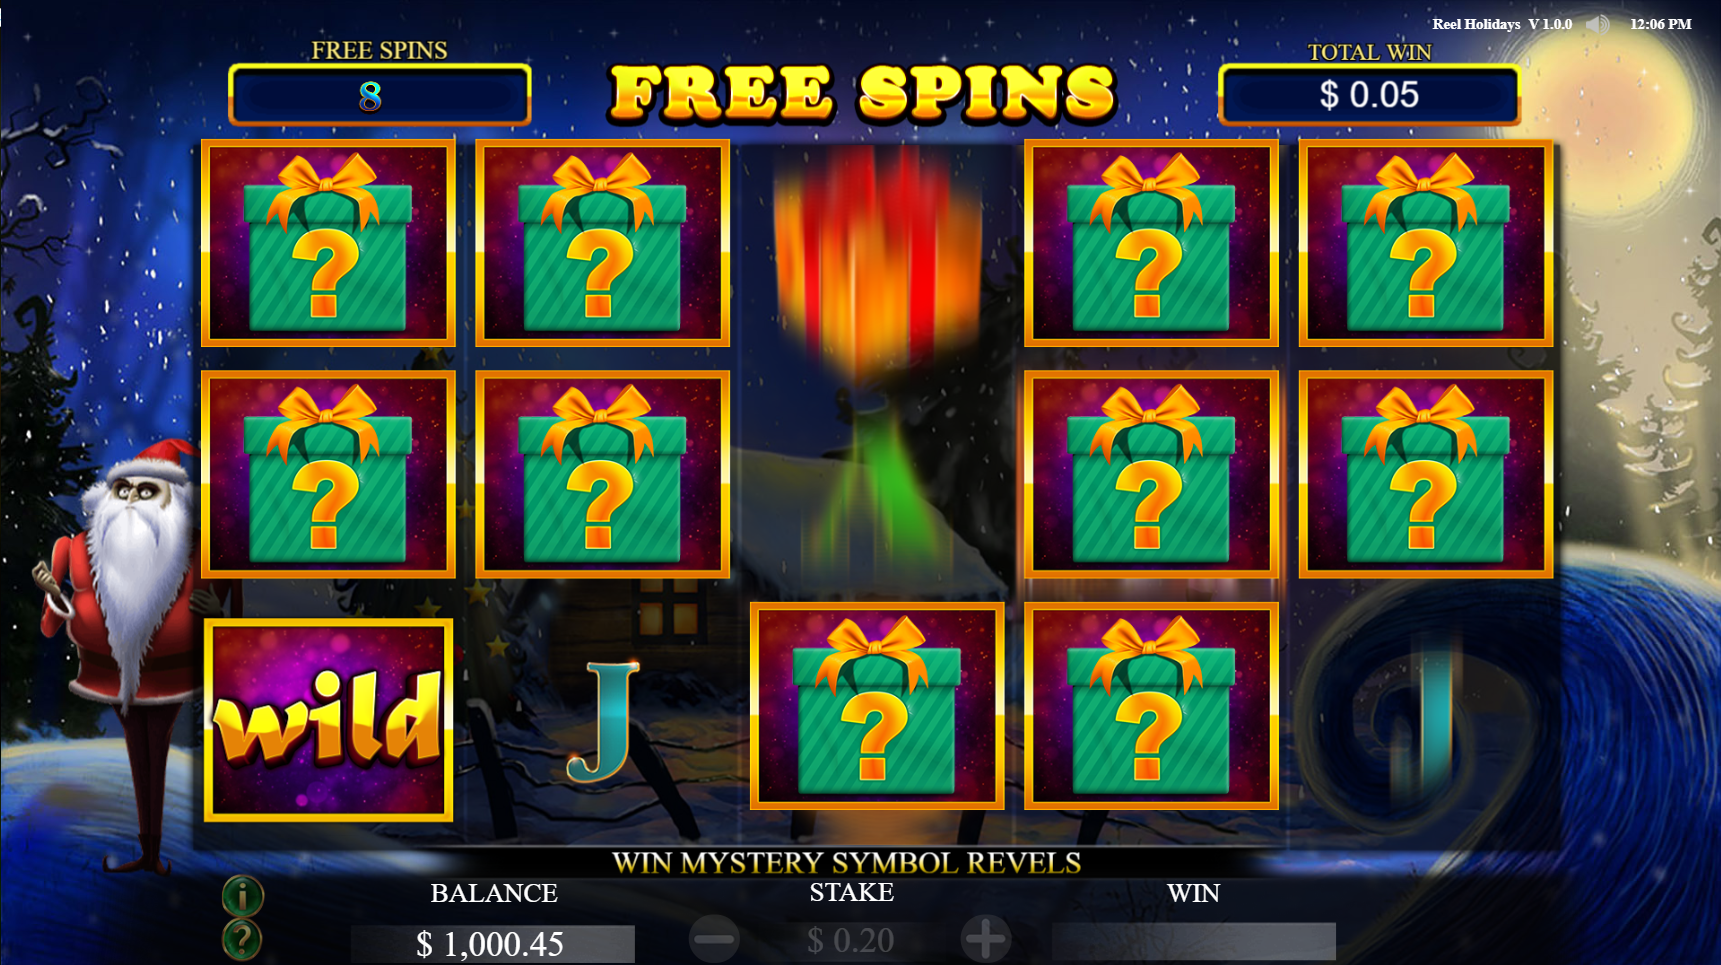 Reel Holidays V 1.0.0 12:06 PM
FREE SPINS
8
FREE SPINS
TOTAL WIN
$ 0.05
? ? ? ?
? ? ? ?
wild J ? ?
WIN MYSTERY SYMBOL REVELS
i
?
BALANCE
$ 1,000.45
STAKE
$ 0.20
WIN